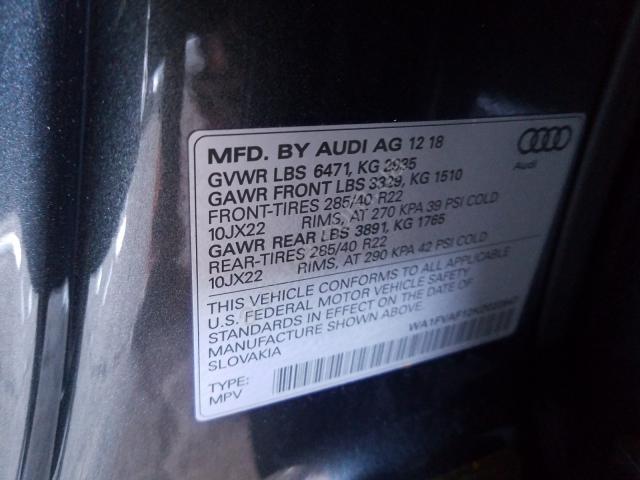 MFD. BY AUDI AG 12 18
GVWR LBS 6471, KG 2935
GAWR FRONT LBS 3329, KG 1510
FRONT-TIRES 285/40 R22
10JX22 RIMS, AT 270 KPA 39 PSI COLD
GAWR REAR LBS 3891, KG 1765
REAR-TIRES 285/40 R22
10JX22 RIMS, AT 290 KPA 42 PSI COLD
THIS VEHICLE CONFORMS TO ALL APPLICABLE
U.S. FEDERAL MOTOR VEHICLE SAFETY
STANDARDS IN EFFECT ON THE DATE OF
MANUFACTURE SHOWN ABOVE.
SLOVAKIA
TYPE:
MPV
Audi